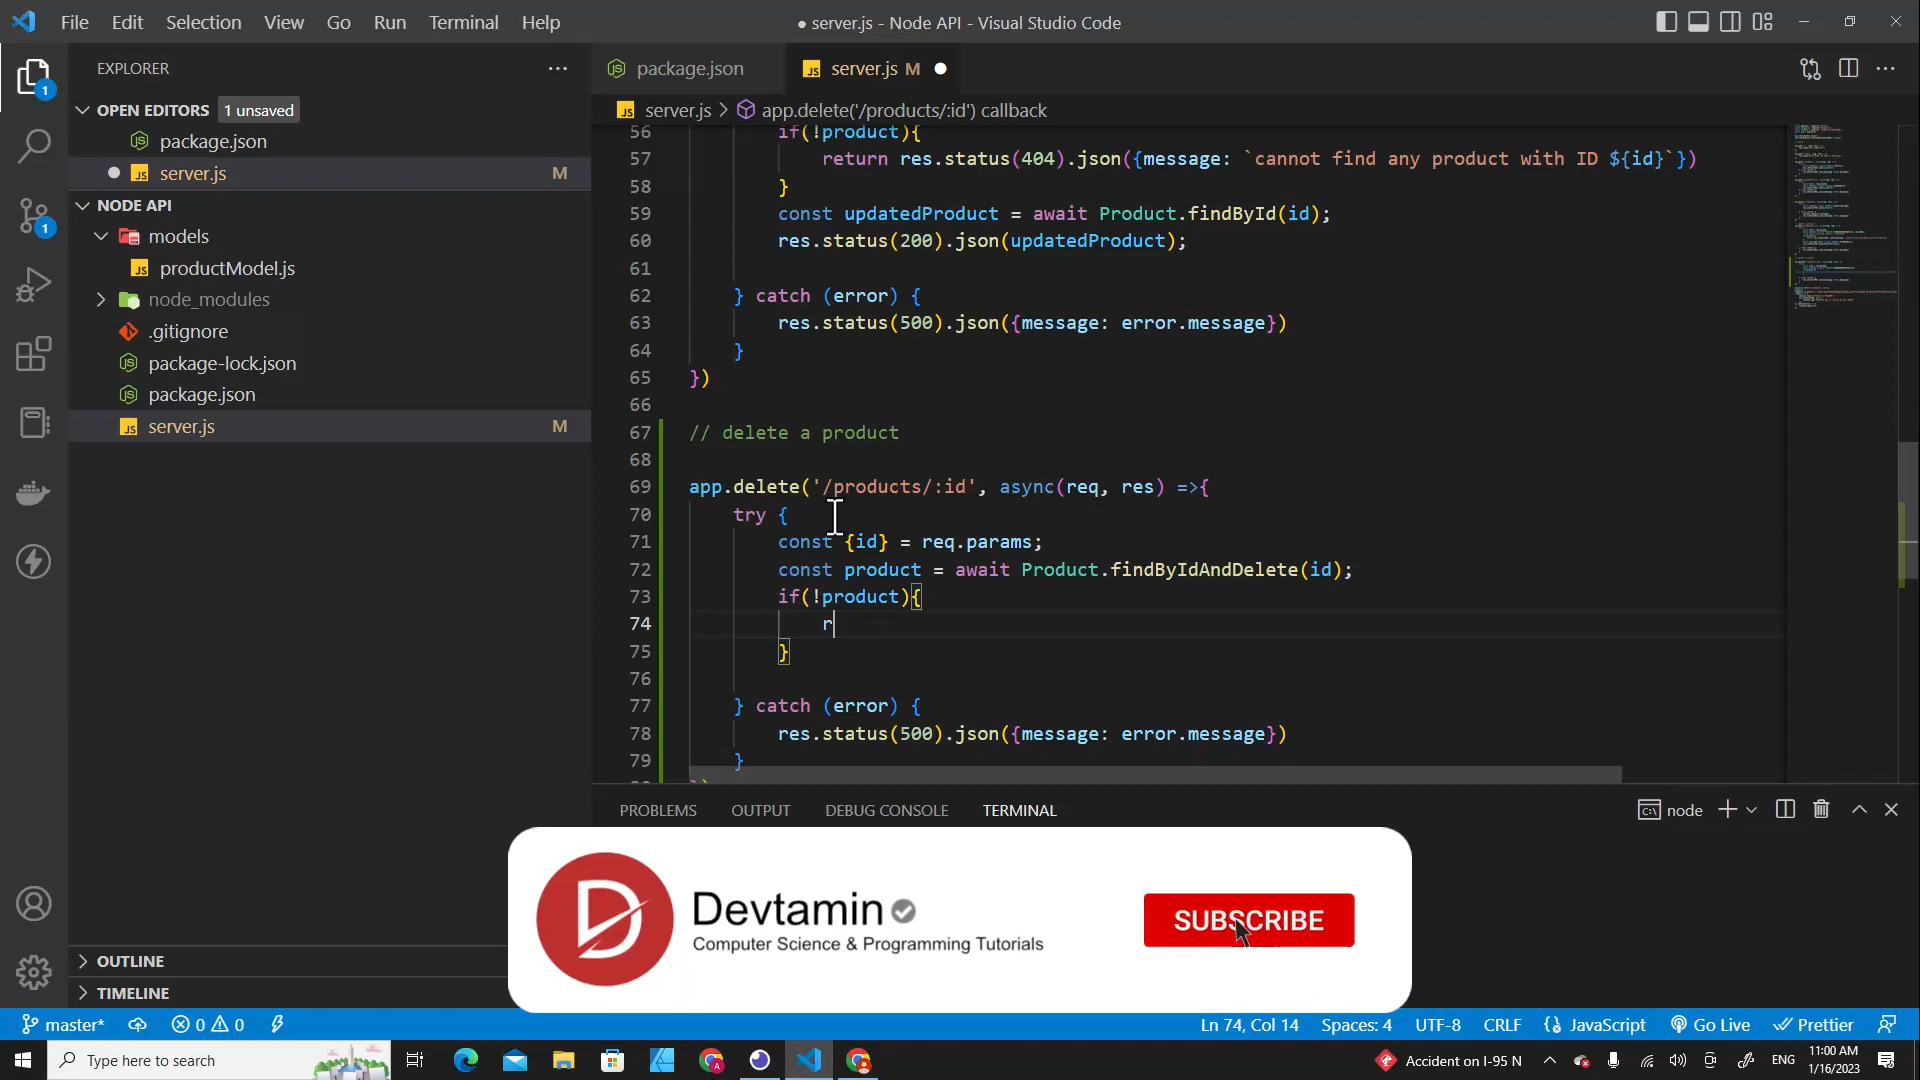 File Edit Selection View Go Run Terminal Help
● server.js - Node API - Visual Studio Code
EXPLORER
OPEN EDITORS 1 unsaved
package.json
server.js M
NODE API
models
productModel.js
node_modules
.gitignore
package-lock.json
package.json
server.js M
OUTLINE
TIMELINE
1
1
package.json server.js M
server.js > app.delete('/products/:id') callback
56 if(!product){
57 return res.status(404).json({message: `cannot find any product with ID ${id}`})
58 }
59 const updatedProduct = await Product.findById(id);
60 res.status(200).json(updatedProduct);
61
62 } catch (error) {
63 res.status(500).json({message: error.message})
64 }
65 })
66
67 // delete a product
68
69 app.delete('/products/:id', async(req, res) =>{
70 try {
71 const {id} = req.params;
72 const product = await Product.findByIdAndDelete(id);
73 if(!product){
74 r
75 }
76
77 } catch (error) {
78 res.status(500).json({message: error.message})
79 }
PROBLEMS OUTPUT DEBUG CONSOLE TERMINAL
node
Devtamin
Computer Science & Programming Tutorials
SUBSCRIBE
master* 0 0
Ln 74, Col 14 Spaces: 4 UTF-8 CRLF JavaScript Go Live Prettier
Type here to search
Accident on I-95 N
ENG
11:00 AM
1/16/2023